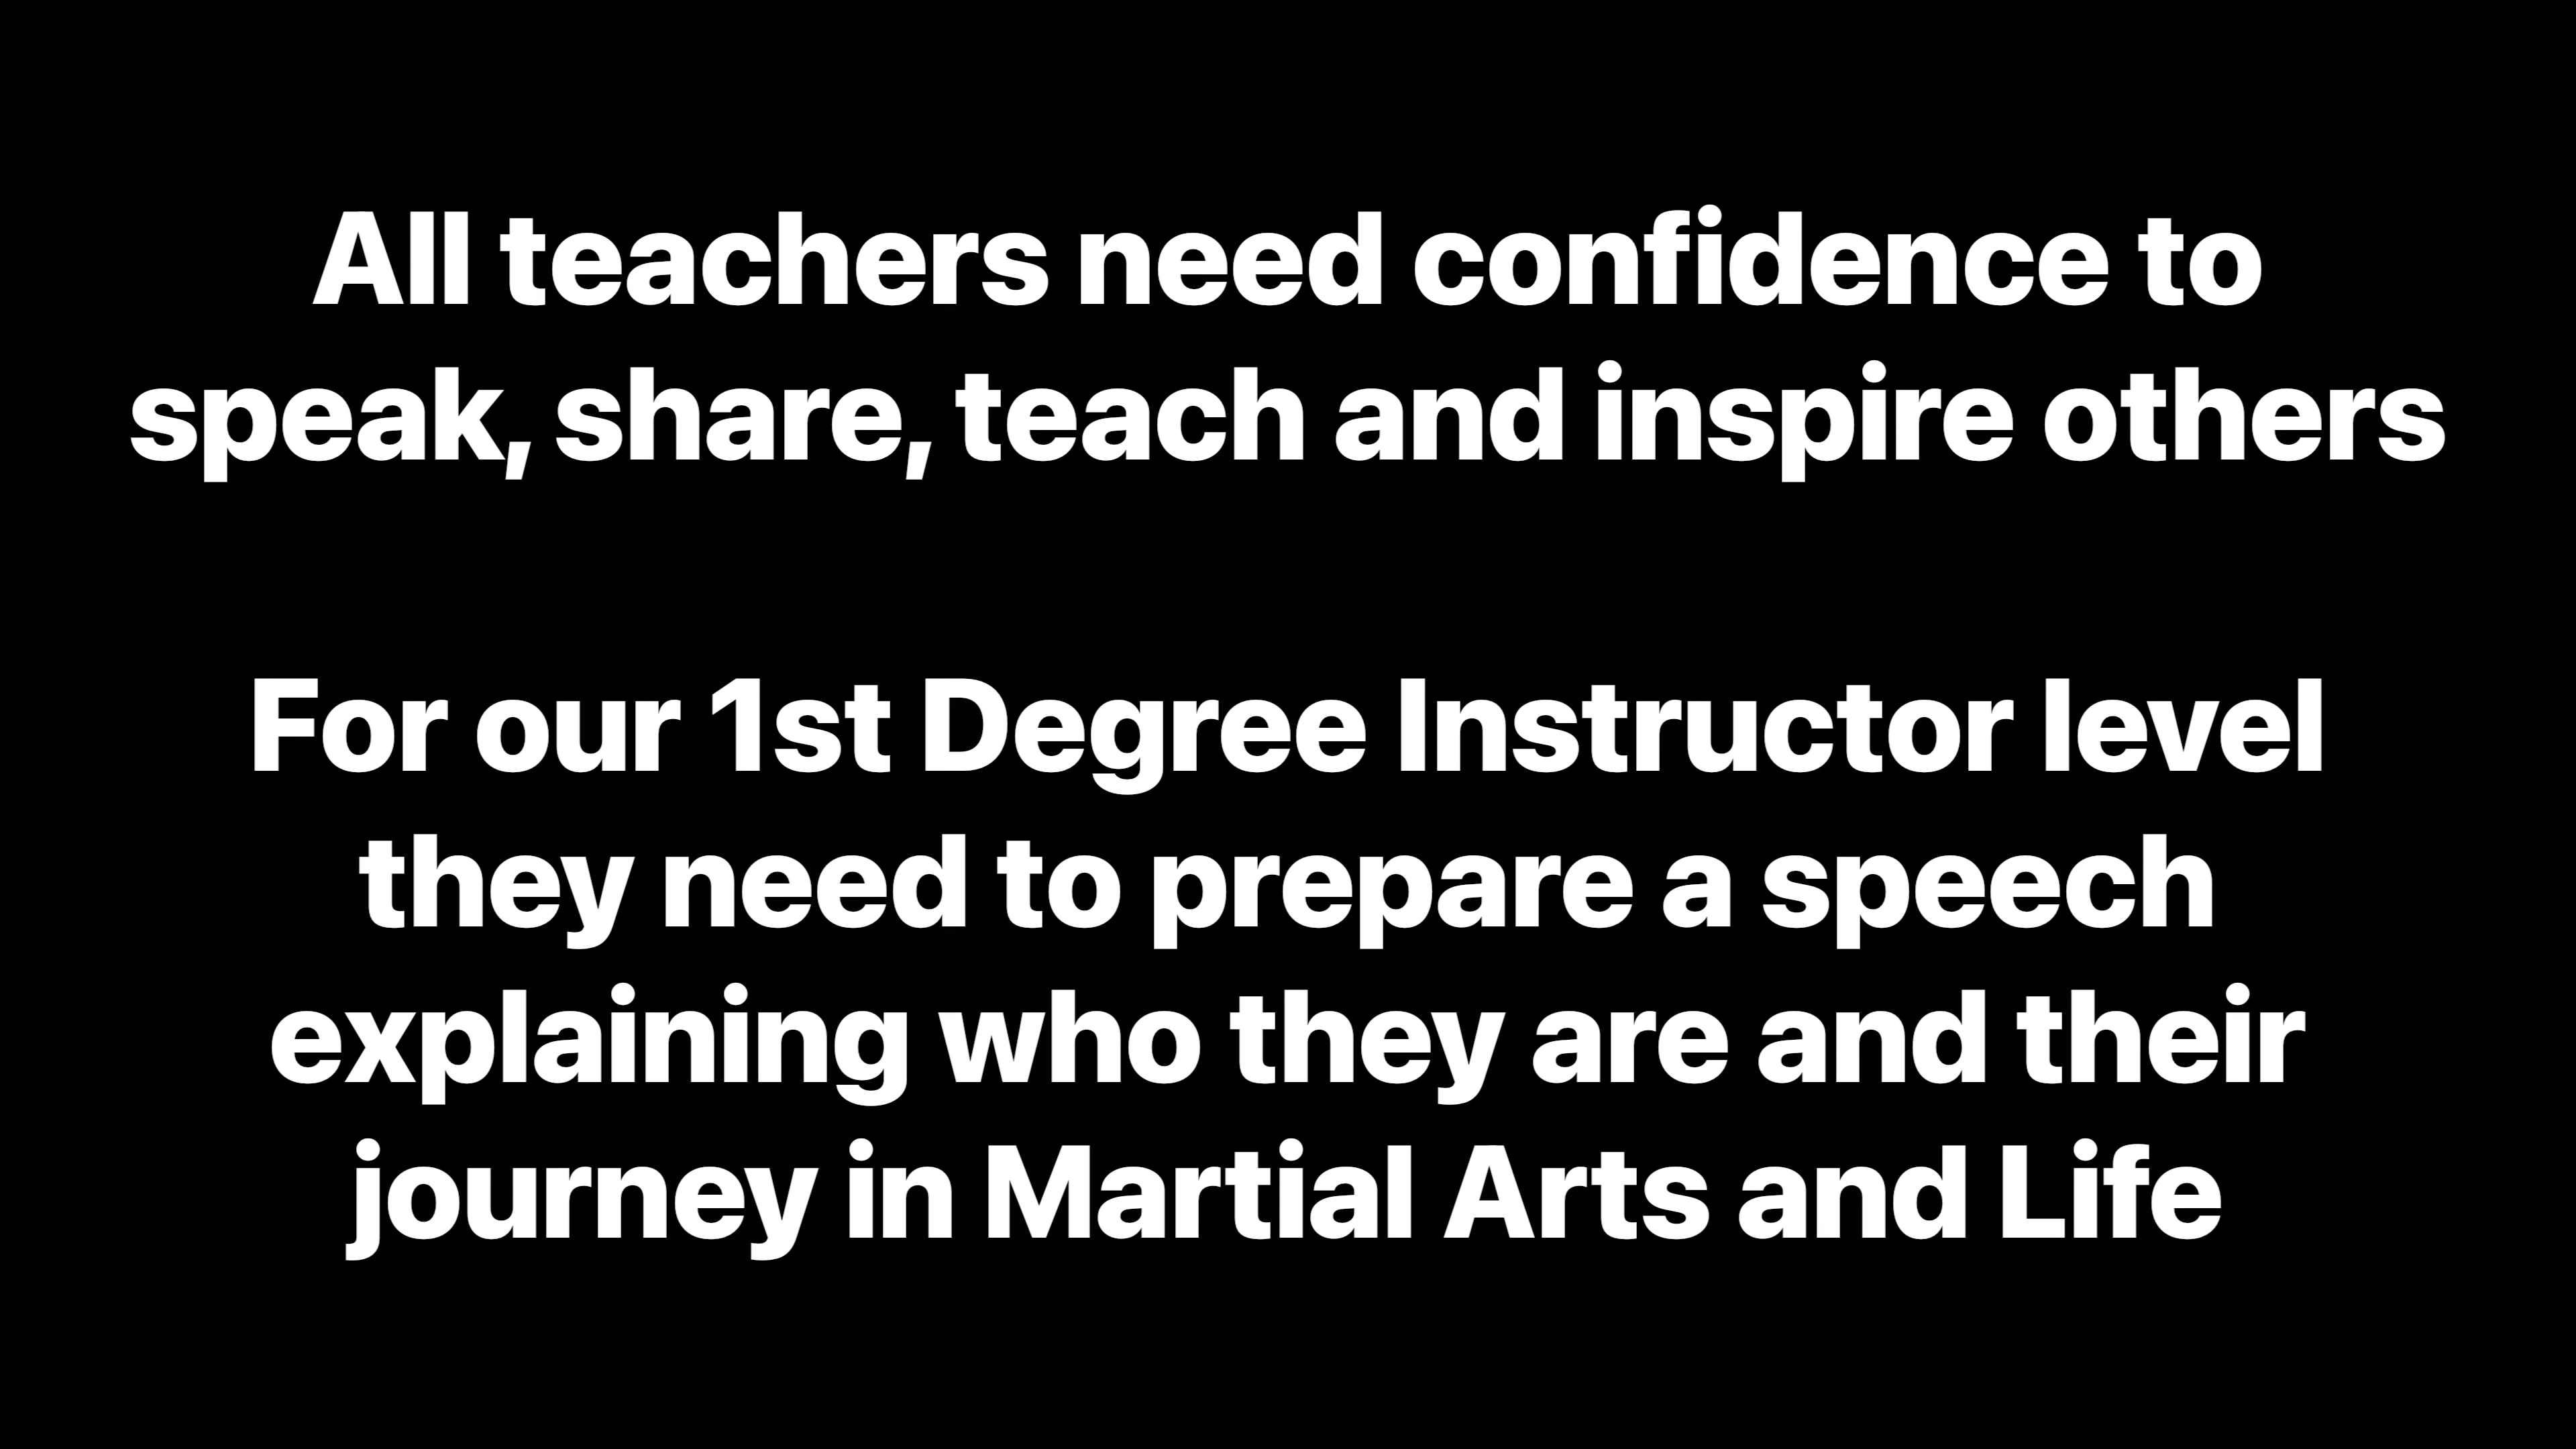 All teachers need confidence to
speak, share, teach and inspire others
For our 1st Degree Instructor level
they need to prepare a speech
explaining who they are and their
journey in Martial Arts and Life